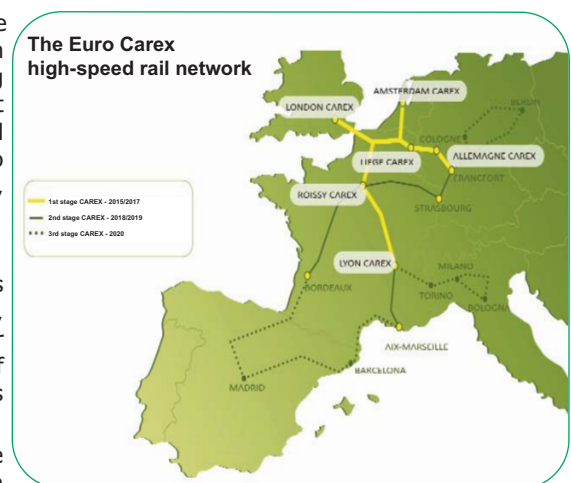 The Euro Carex
high-speed rail network
AMSTERDAM CAREX
LONDON CAREX
BERLIN
COLOGNE
LIEGE CAREX
ALLEMAGNE CAREX
FRANCFORT
ROISSY CAREX
STRASBOURG
1st stage CAREX - 2015/2017
2nd stage CAREX - 2018/2019
3rd stage CAREX - 2020
LYON CAREX
MILANO
BORDEAUX
TORINO
BOLOGNA
AIX-MARSEILLE
BARCELONA
MADRID